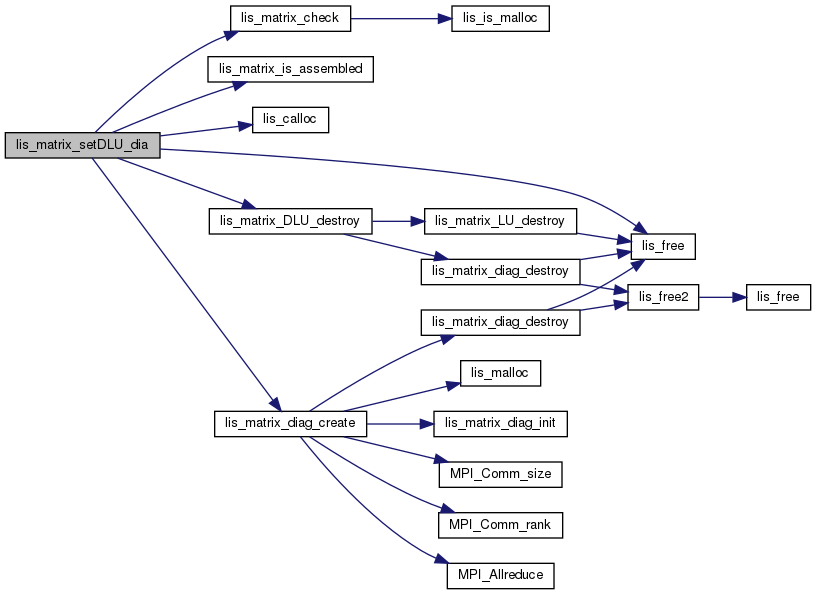 lis_matrix_check
lis_is_malloc
lis_matrix_is_assembled
lis_calloc
lis_matrix_setDLU_dia
lis_matrix_DLU_destroy
lis_matrix_LU_destroy
lis_free
lis_matrix_diag_destroy
lis_free2
lis_free
lis_matrix_diag_destroy
lis_malloc
lis_matrix_diag_create
lis_matrix_diag_init
MPI_Comm_size
MPI_Comm_rank
MPI_Allreduce